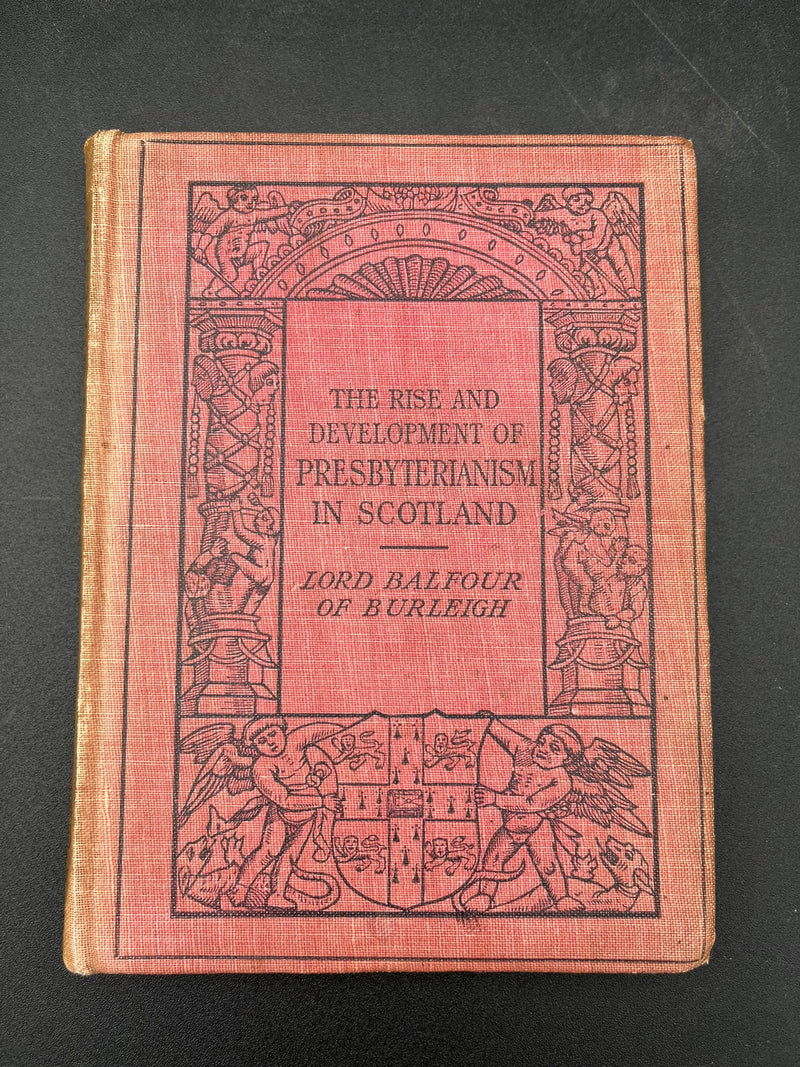 THE RISE AND
DEVELOPMENT OF
PRESBYTERIANISM
IN SCOTLAND
LORD BALFOUR
OF BURLEIGH